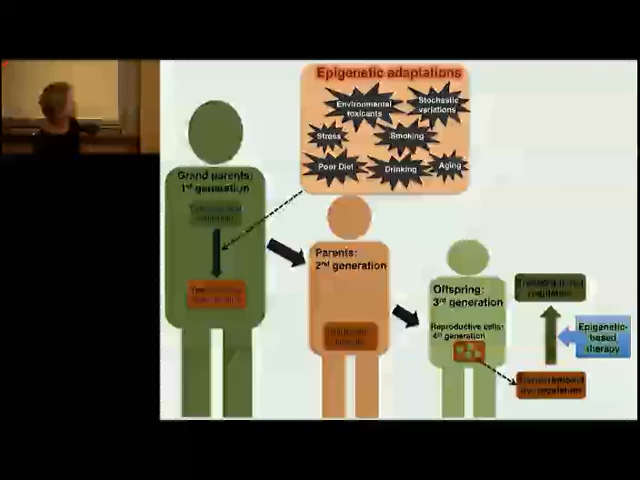 Epigenetic adaptations
Environmental
toxicants
Stochastic
variations
Stress
Smoking
Poor Diet
Drinking
Aging
Grand parents:
1st generation
Parents:
2nd generation
Offspring:
3rd generation
Reproductive cells:
4th generation
Epigenetic-
based
therapy